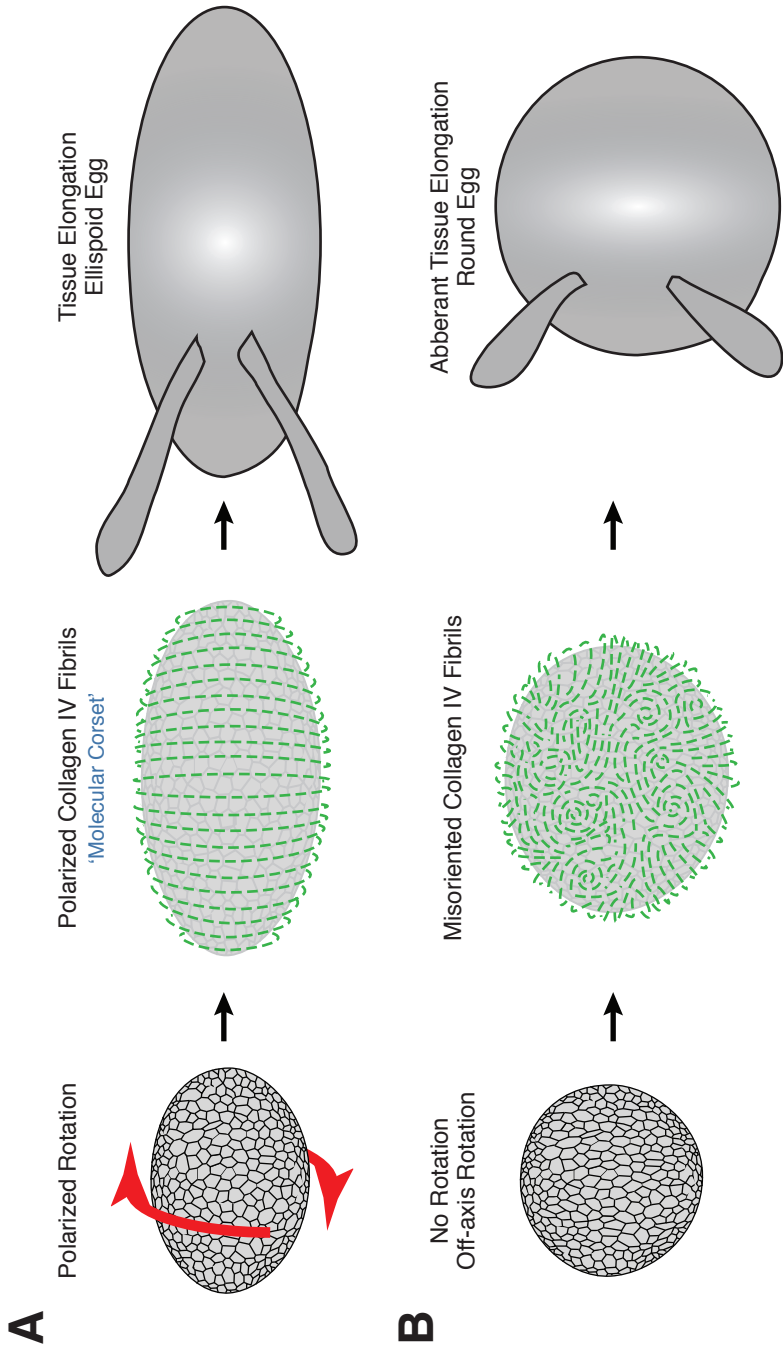 A
Polarized Rotation
Polarized Collagen IV Fibrils
'Molecular Corset'
Tissue Elongation
Ellispoid Egg
B
No Rotation
Off-axis Rotation
Misoriented Collagen IV Fibrils
Abberant Tissue Elongation
Round Egg